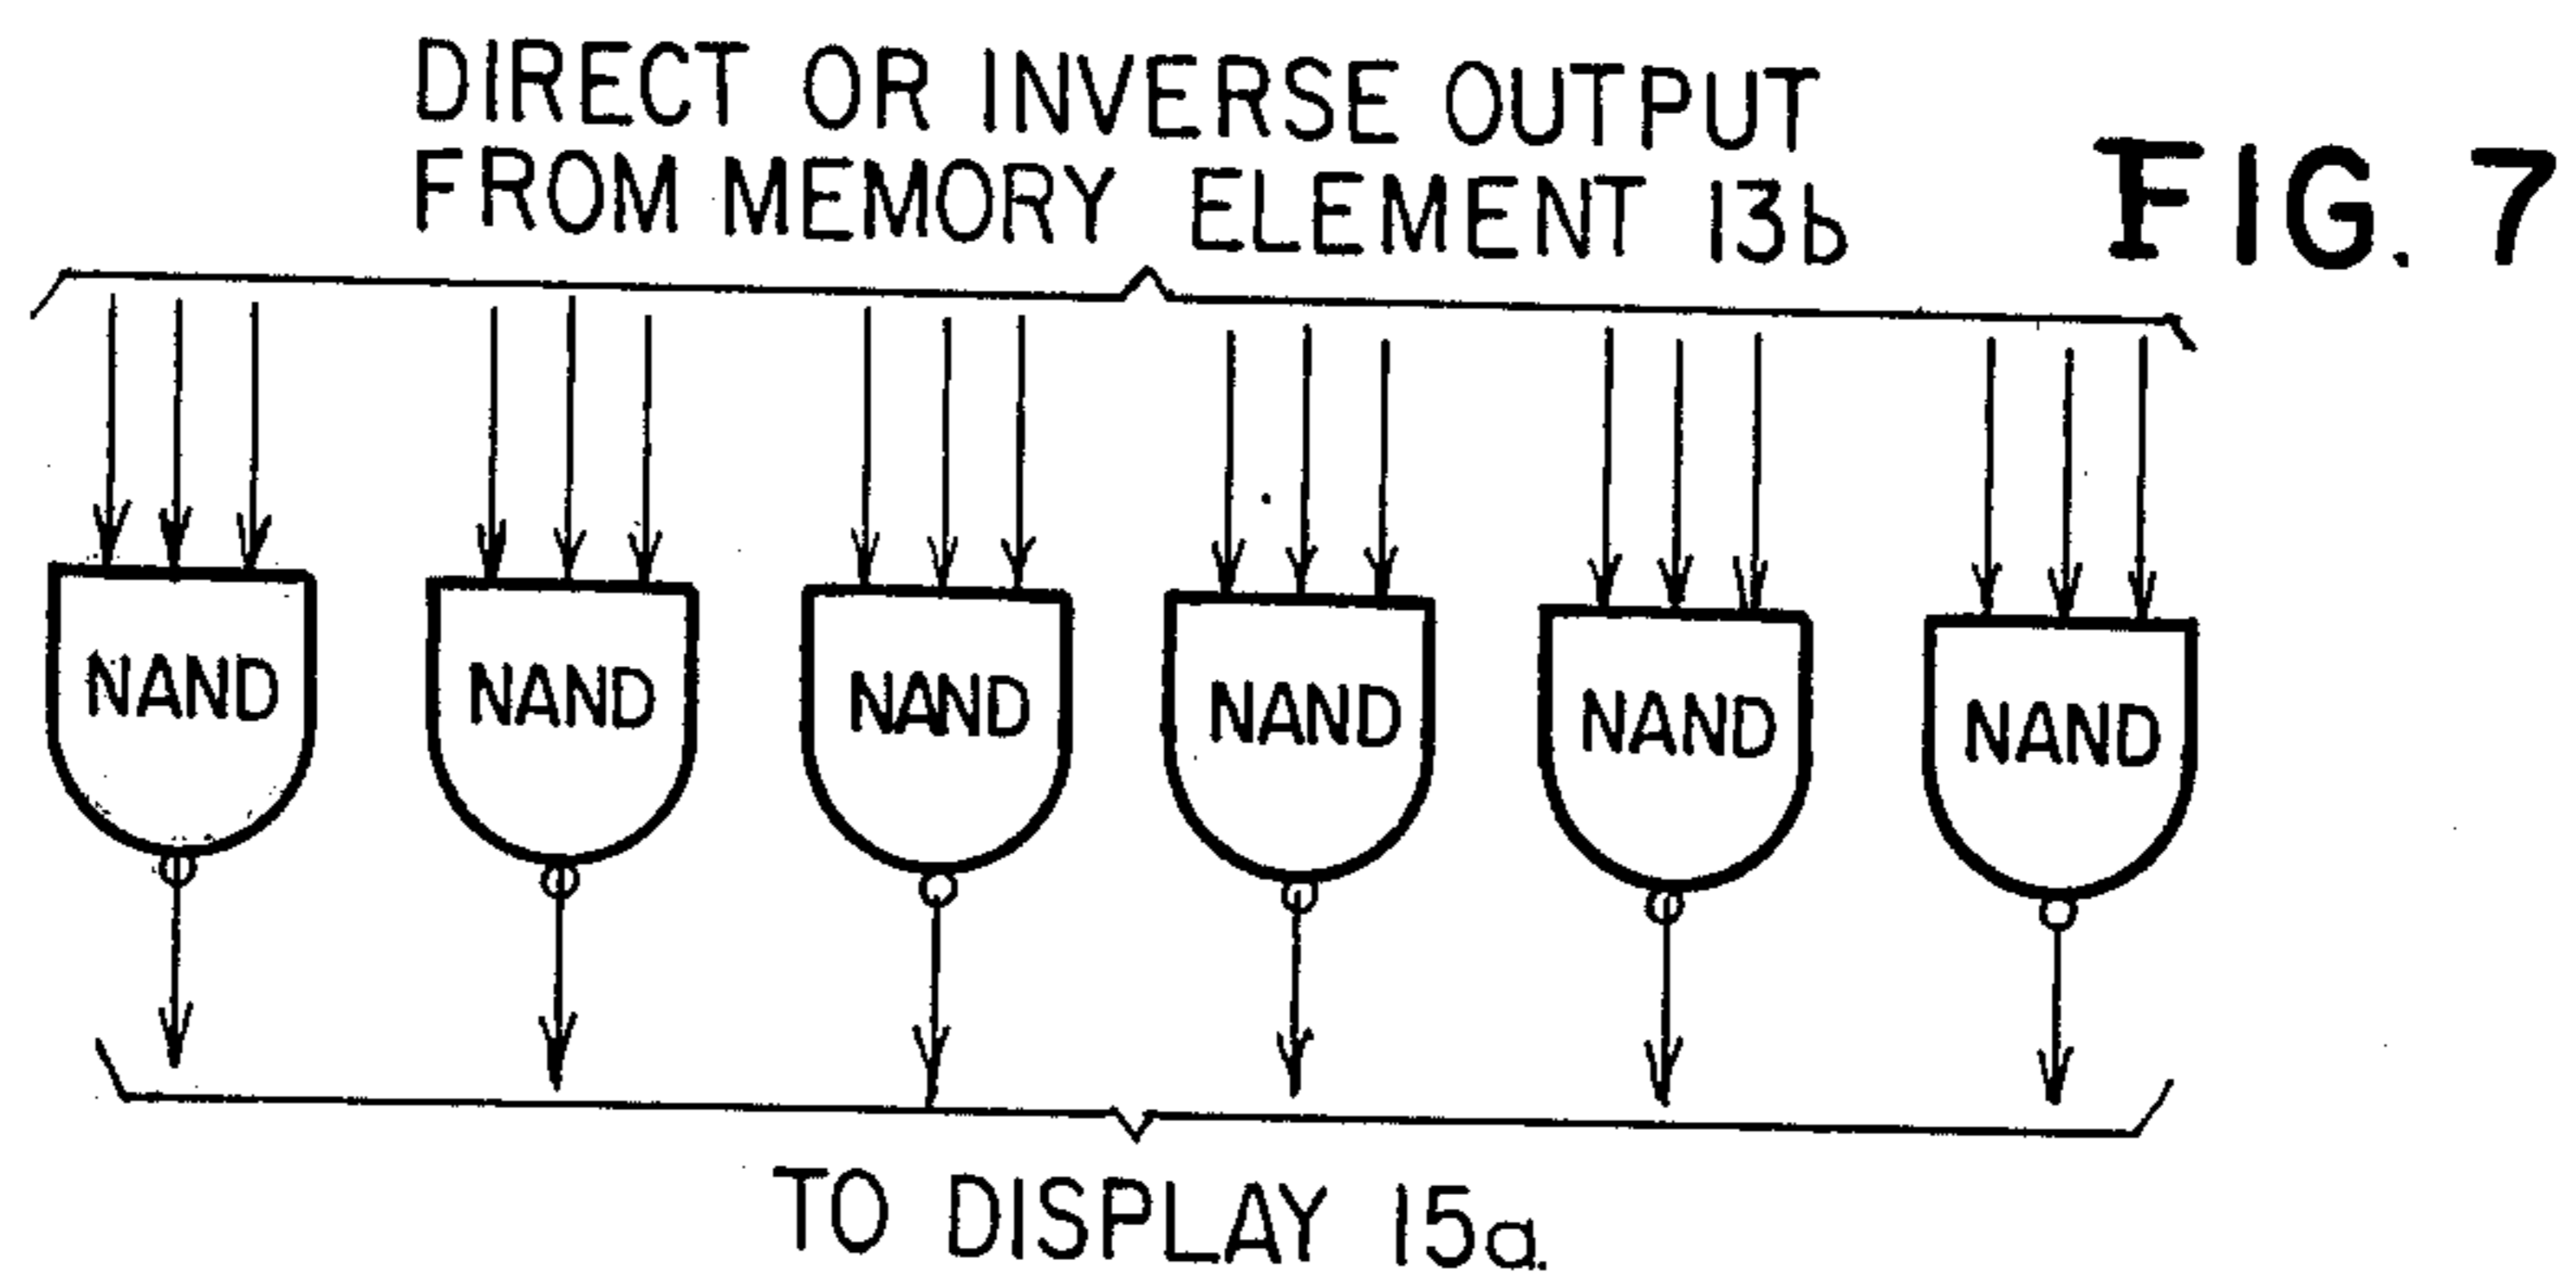 DIRECT OR INVERSE OUTPUT
FROM MEMORY ELEMENT 13b
FIG. 7
NAND NAND NAND NAND NAND NAND
TO DISPLAY 15a.